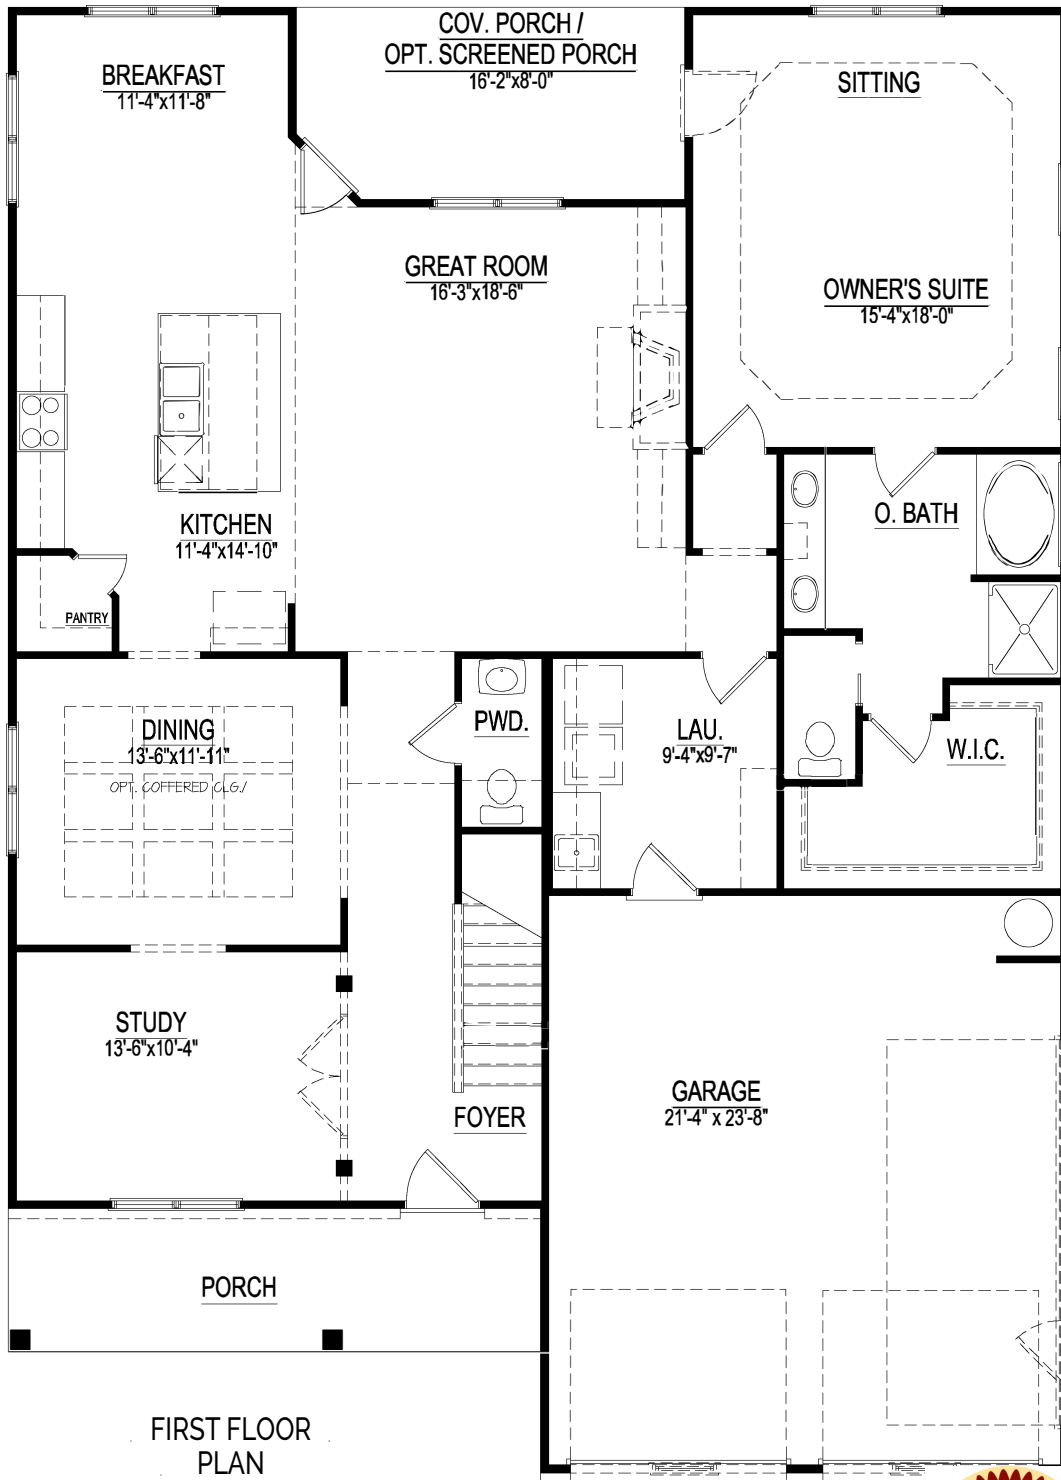 COV. PORCH /
OPT. SCREENED PORCH
16'-2"x8'-0"
BREAKFAST
11'-4"x11'-8"
SITTING
GREAT ROOM
16'-3"x18'-6"
OWNER'S SUITE
15'-4"x18'-0"
KITCHEN
11'-4"x14'-10"
O. BATH
PANTRY
DINING
13'-6"x11'-11"
OPT. COFFERED CLG./
PWD.
LAU.
9'-4"x9'-7"
W.I.C.
STUDY
13'-6"x10'-4"
FOYER
GARAGE
21'-4" x 23'-8"
PORCH
FIRST FLOOR
PLAN